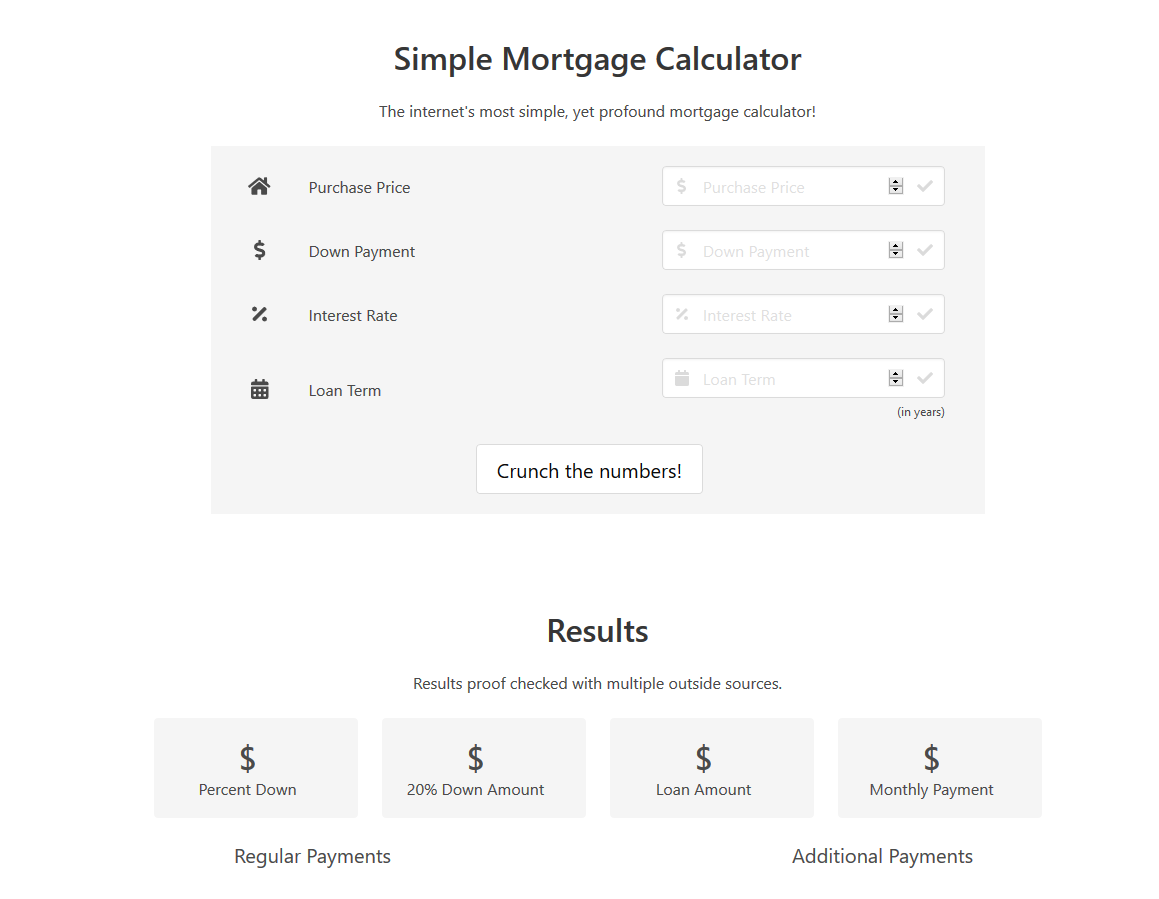 Simple Mortgage Calculator
The internet's most simple, yet profound mortgage calculator!
Purchase Price
$ Purchase Price
Down Payment
$ Down Payment
Interest Rate
% Interest Rate
Loan Term
Loan Term
(in years)
Crunch the numbers!
Results
Results proof checked with multiple outside sources.
$
Percent Down
$
20% Down Amount
$
Loan Amount
$
Monthly Payment
Regular Payments
Additional Payments